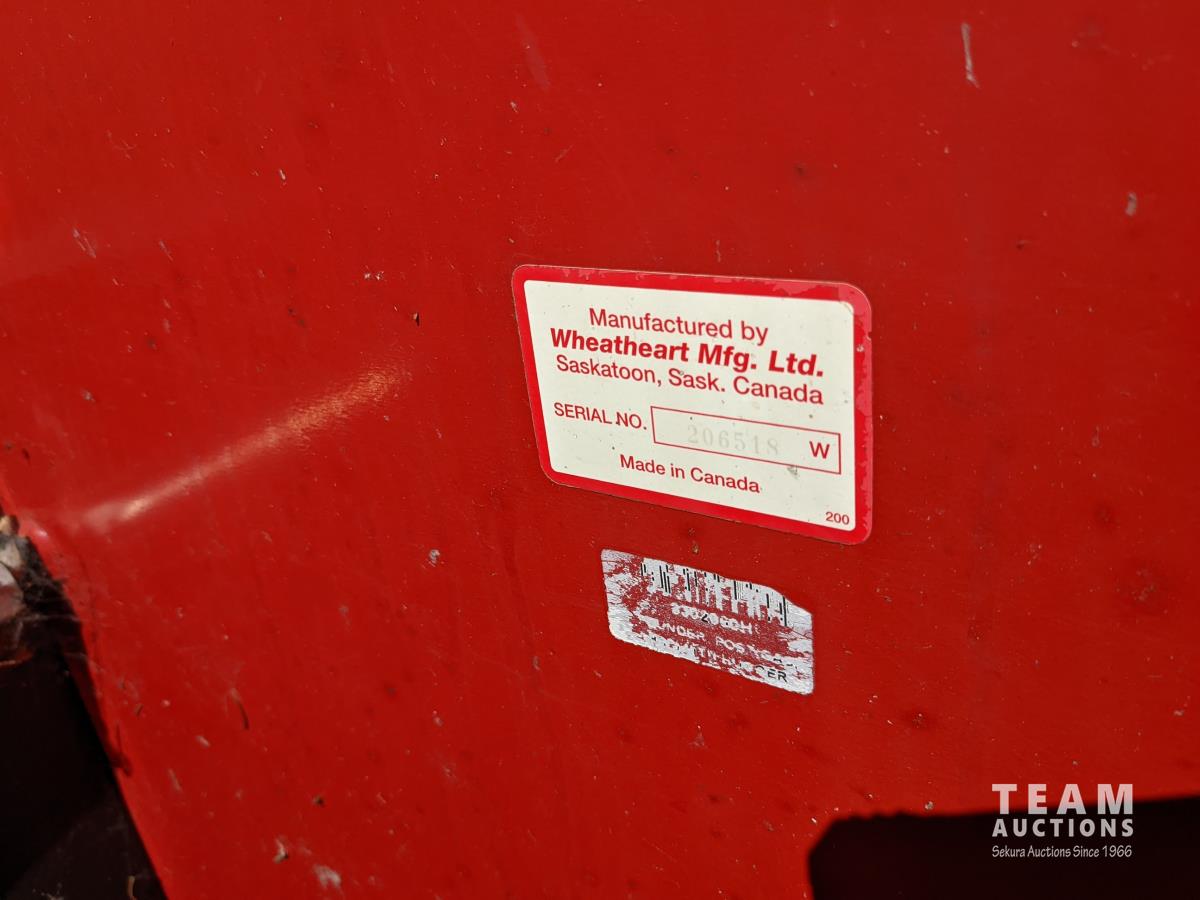 Manufactured by
Wheatheart Mfg. Ltd.
Saskatoon, Sask. Canada
SERIAL NO. 206518 W
Made in Canada
200
TEAM
AUCTIONS
Sekura Auctions Since 1966